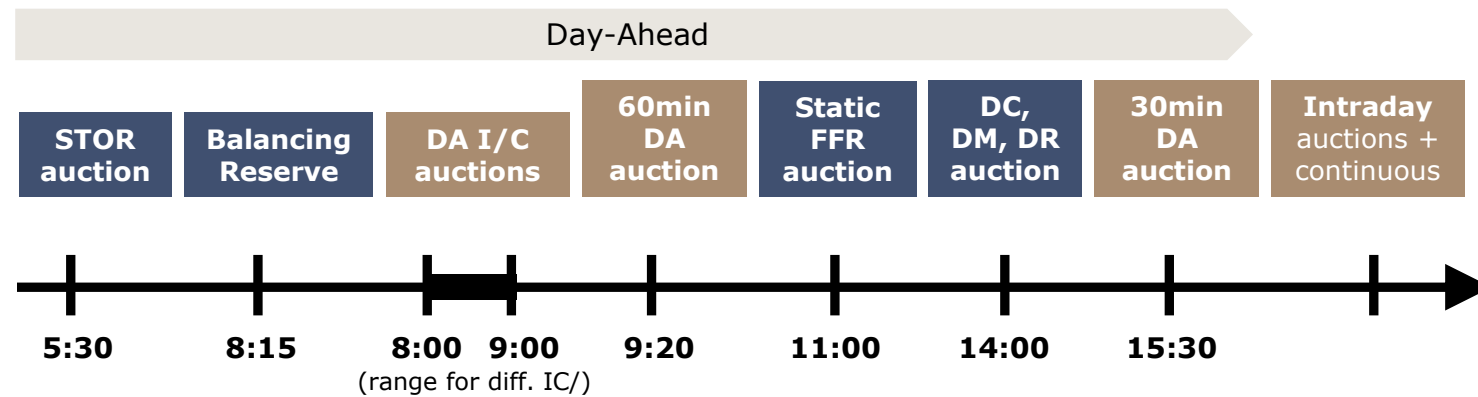 Day-Ahead
STOR
auction
Balancing
Reserve
DA I/C
auctions
60min
DA
auction
Static
FFR
auction
DC,
DM, DR
auction
30min
DA
auction
Intraday
auctions +
continuous
5:30
8:15
8:00
9:00
(range for diff. IC/)
9:20
11:00
14:00
15:30